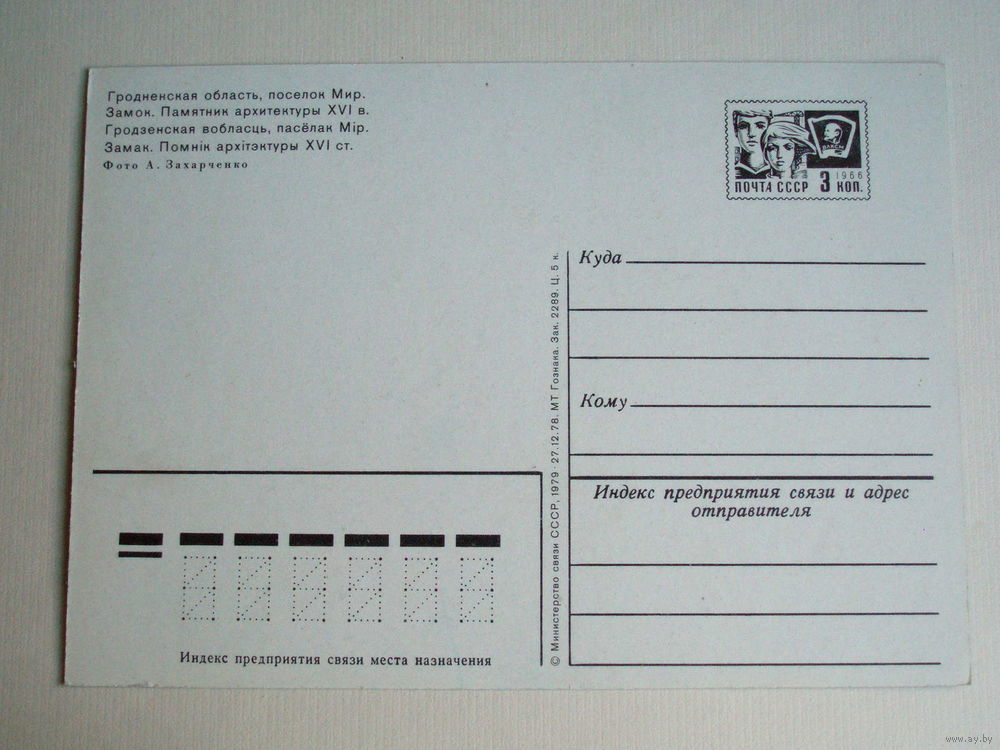 Гродненская область, поселок Мир.
Замок. Памятник архитектуры XVI в.
Гродзенская вобласць, пасёлак Мір.
Замак. Помнік архітэктуры XVI ст.
Фото А. Захарченко
ВЛКСМ
1966
ПОЧТА СССР 3 КОП.
Куда
Кому
Индекс предприятия связи и адрес
отправителя
© Министерство связи СССР, 1979 · 27.12.78. МТ Гознака. Зак. 2289. Ц. 5 к.
Индекс предприятия связи места назначения
www.ay.by